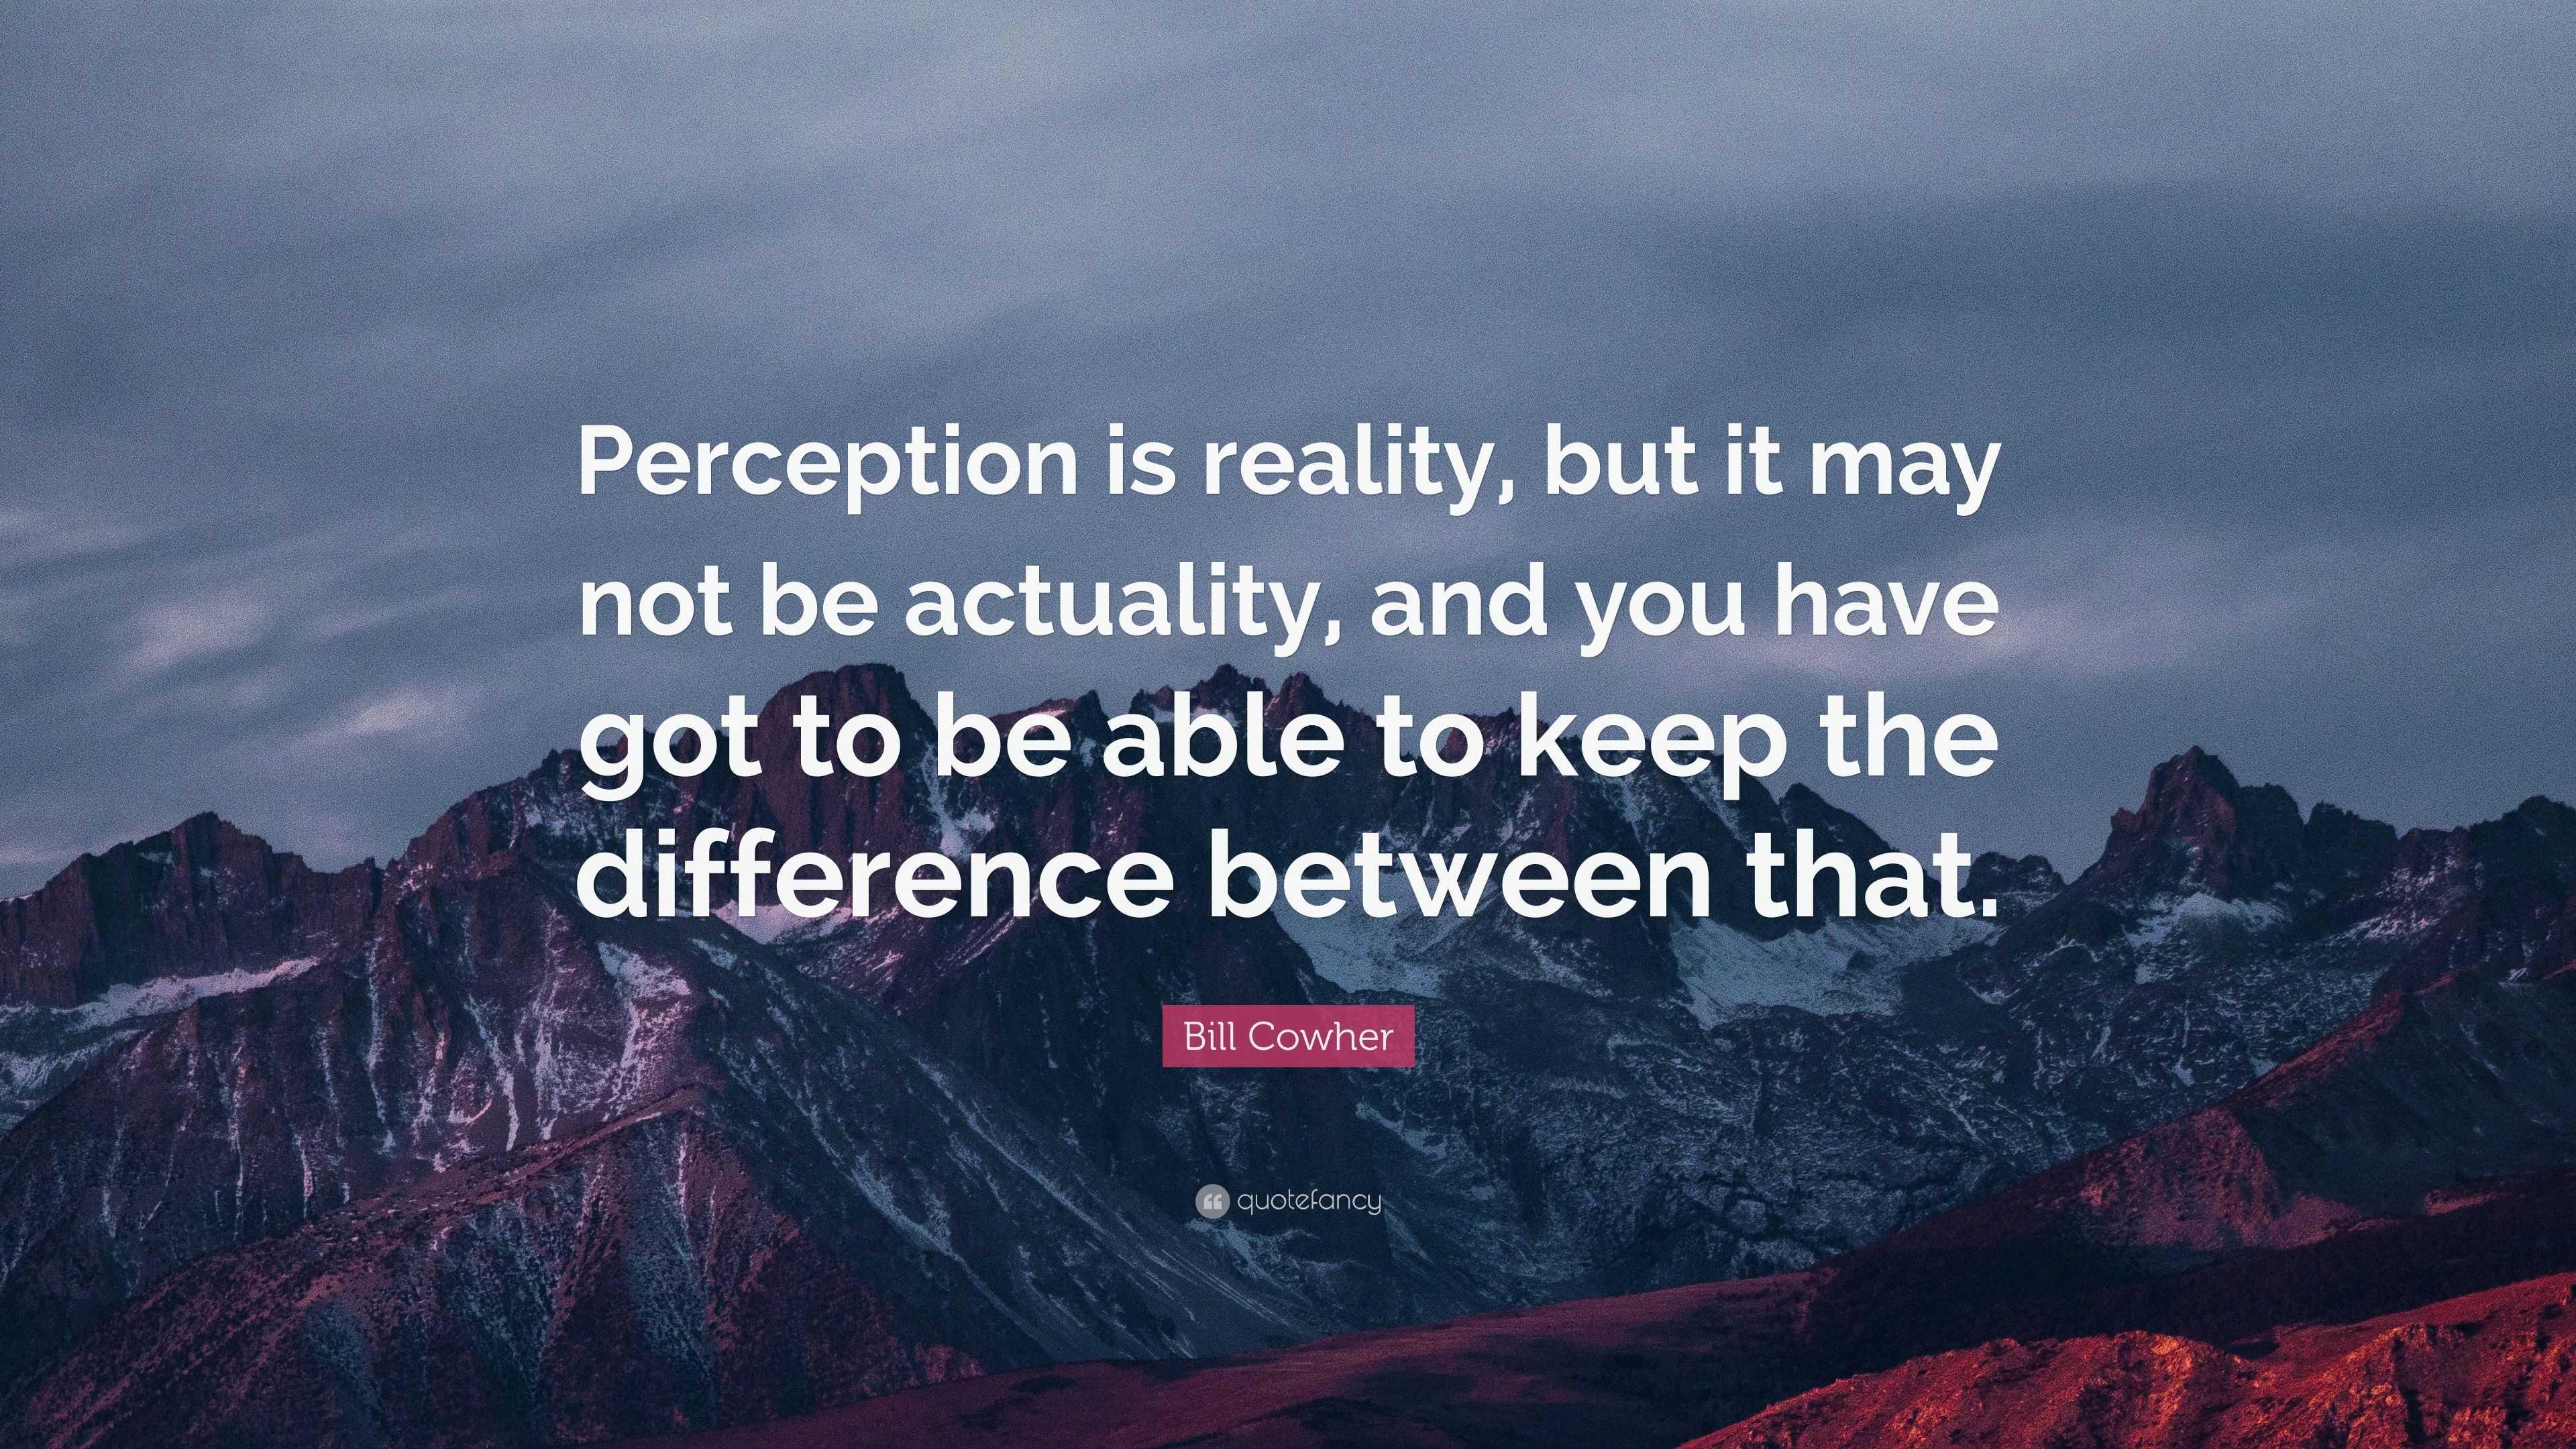 Perception is reality, but it may
not be actuality, and you have
got to be able to keep the
difference between that.
Bill Cowher
quotefancy